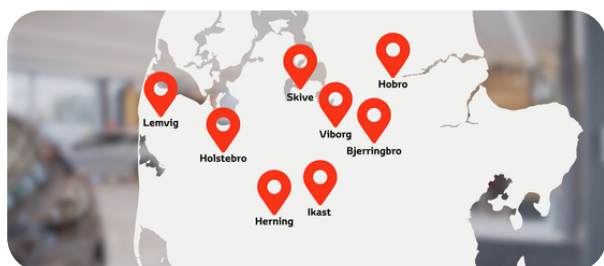 Hobro
Skive
Lemvig
Viborg
Bjerringbro
Holstebro
Ikast
Herning